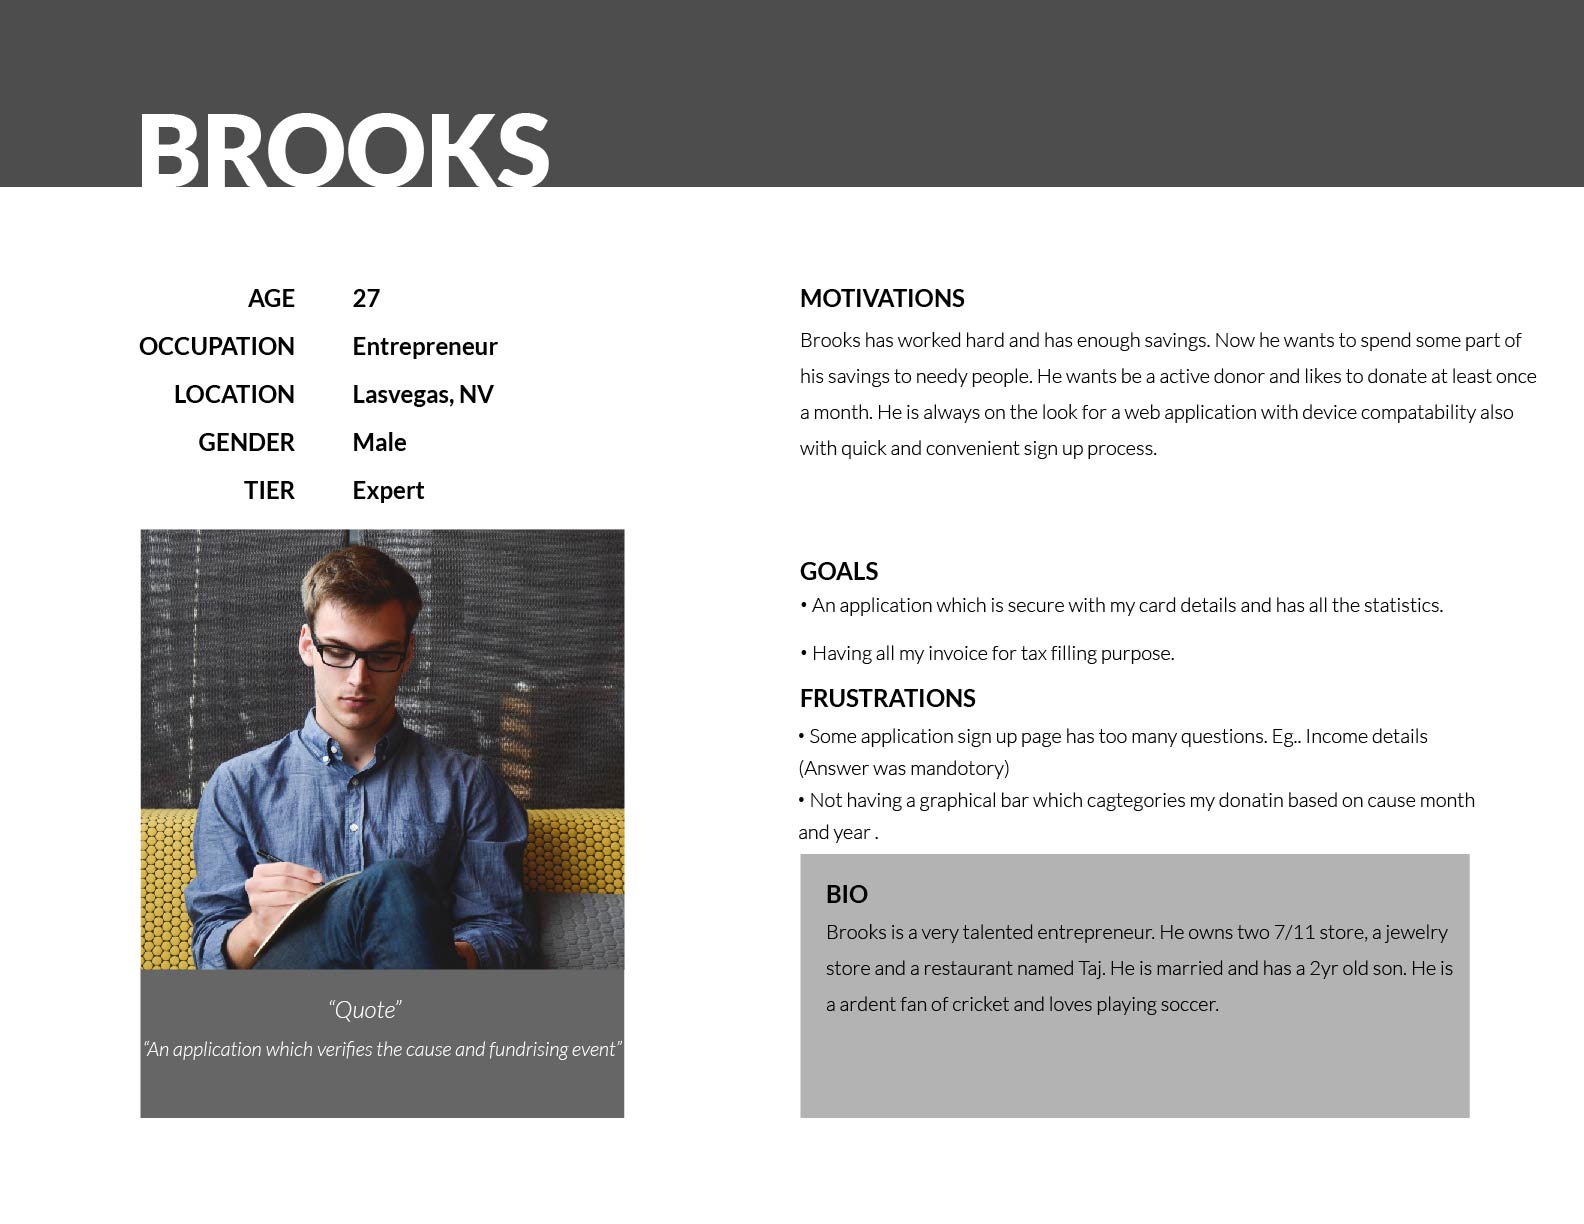 BROOKS
AGE 27
OCCUPATION Entrepreneur
LOCATION Lasvegas, NV
GENDER Male
TIER Expert
“Quote”
“An application which verifies the cause and fundrising event”
MOTIVATIONS
Brooks has worked hard and has enough savings. Now he wants to spend some part of
his savings to needy people. He wants be a active donor and likes to donate at least once
a month. He is always on the look for a web application with device compatability also
with quick and convenient sign up process.
GOALS
• An application which is secure with my card details and has all the statistics.
• Having all my invoice for tax filling purpose.
FRUSTRATIONS
• Some application sign up page has too many questions. Eg.. Income details
(Answer was mandotory)
• Not having a graphical bar which cagtegories my donatin based on cause month
and year .
BIO
Brooks is a very talented entrepreneur. He owns two 7/11 store, a jewelry
store and a restaurant named Taj. He is married and has a 2yr old son. He is
a ardent fan of cricket and loves playing soccer.